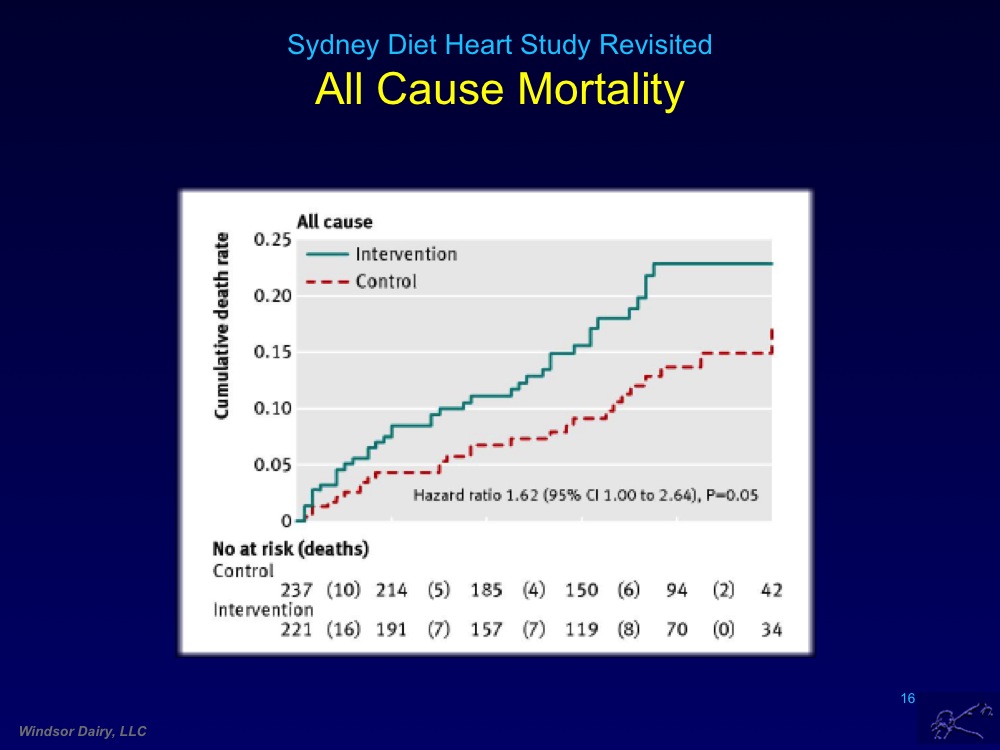 Sydney Diet Heart Study Revisited
All Cause Mortality
All cause
Cumulative death rate
0.25
0.20
0.15
0.10
0.05
0
Intervention
Control
Hazard ratio 1.62 (95% CI 1.00 to 2.64), P=0.05
No at risk (deaths)
Control
237 (10) 214 (5) 185 (4) 150 (6) 94 (2) 42
Intervention
221 (16) 191 (7) 157 (7) 119 (8) 70 (0) 34
16
Windsor Dairy, LLC